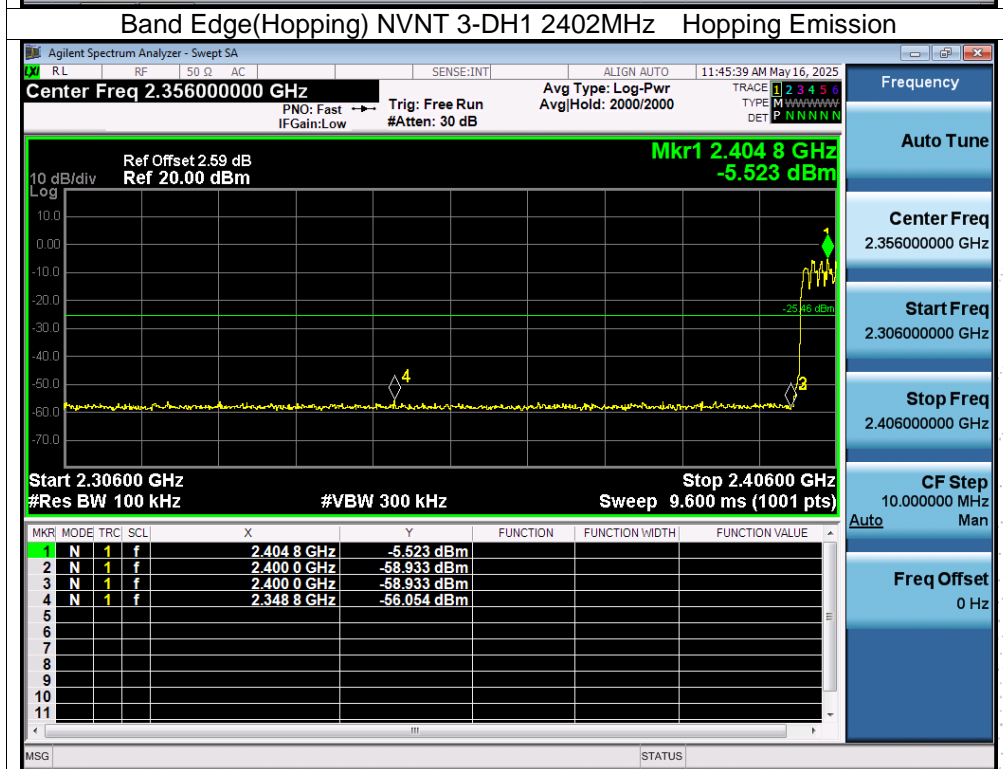 Band Edge(Hopping) NVNT 3-DH1 2402MHz Hopping Emission
Agilent Spectrum Analyzer - Swept SA
LXI RL RF 50 Ω AC SENSE:INT ALIGN AUTO 11:45:39 AM May 16, 2025
Center Freq 2.356000000 GHz
PNO: Fast
IFGain:Low
Trig: Free Run
#Atten: 30 dB
Avg Type: Log-Pwr
Avg|Hold: 2000/2000
TRACE 1 2 3 4 5 6
TYPE M WWWWW
DET P N N N N N
Frequency
Mkr1 2.404 8 GHz
-5.523 dBm
Ref Offset 2.59 dB
10 dB/div Ref 20.00 dBm
Log
10.0
0.00
-10.0
-20.0
-30.0
-40.0
-50.0
-60.0
-70.0
1
-25.46 dBm
4
Start 2.30600 GHz Stop 2.40600 GHz
#Res BW 100 kHz #VBW 300 kHz Sweep 9.600 ms (1001 pts)
MKR MODE TRC SCL X Y FUNCTION FUNCTION WIDTH FUNCTION VALUE
1 N 1 f 2.404 8 GHz -5.523 dBm
2 N 1 f 2.400 0 GHz -58.933 dBm
3 N 1 f 2.400 0 GHz -58.933 dBm
4 N 1 f 2.348 8 GHz -56.054 dBm
5
6
7
8
9
10
11
Auto Tune
Center Freq
2.356000000 GHz
Start Freq
2.306000000 GHz
Stop Freq
2.406000000 GHz
CF Step
10.000000 MHz
Auto Man
Freq Offset
0 Hz
MSG STATUS